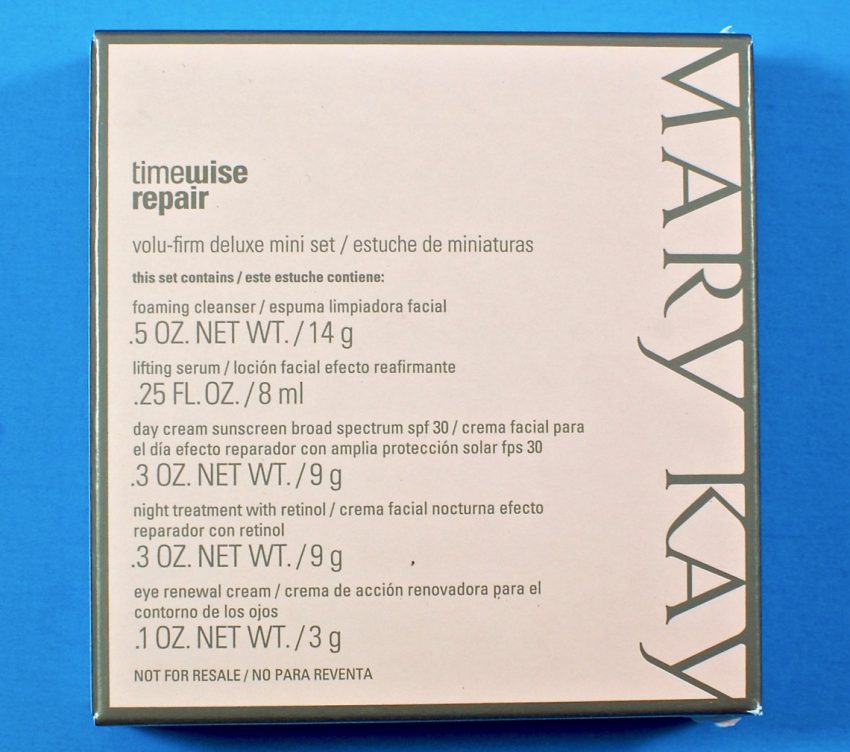 timewise
repair
volu-firm deluxe mini set / estuche de miniaturas
this set contains / este estuche contiene:
foaming cleanser / espuma limpiadora facial
.5 OZ. NET WT. / 14 g
lifting serum / loción facial efecto reafirmante
.25 FL. OZ. / 8 ml
day cream sunscreen broad spectrum spf 30 / crema facial para
el día efecto reparador con amplia protección solar fps 30
.3 OZ. NET WT. / 9 g
night treatment with retinol / crema facial nocturna efecto
reparador con retinol
.3 OZ. NET WT. / 9 g
eye renewal cream / crema de acción renovadora para el
contorno de los ojos
.1 OZ. NET WT. / 3 g
NOT FOR RESALE / NO PARA REVENTA
MARY KAY